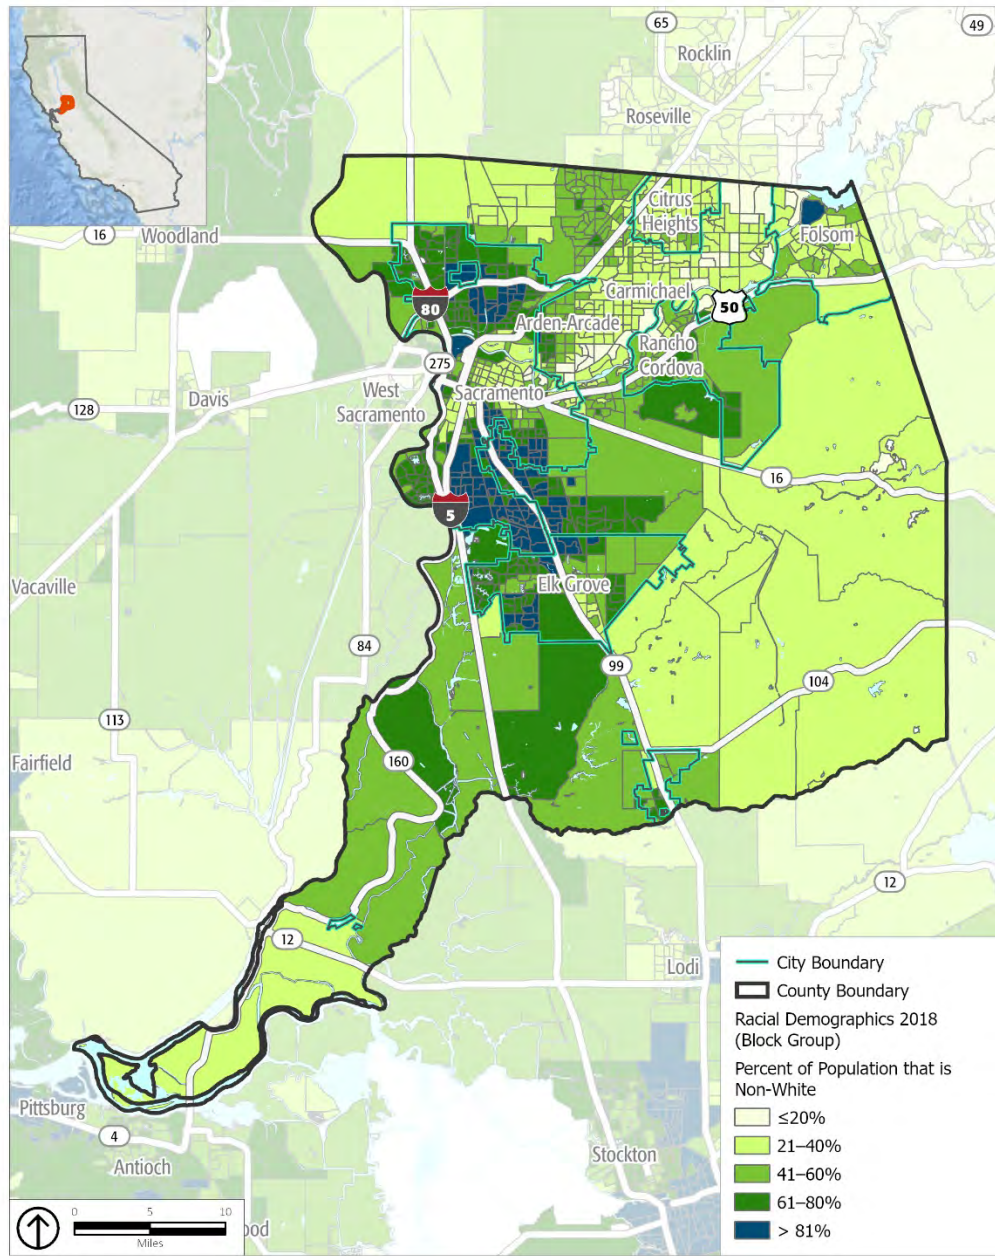 65
49
Rocklin
Roseville
Citrus
Heights
Folsom
16
Woodland
Carmichael
80
50
Arden-Arcade
Rancho
Cordova
275
128
Davis
West
Sacramento
Sacramento
16
5
Vacaville
Elk Grove
84
99
104
113
Fairfield
160
12
12
Lodi
Pittsburg
4
Antioch
Stockton
ood
City Boundary
County Boundary
Racial Demographics 2018
(Block Group)
Percent of Population that is
Non-White
≤20%
21–40%
41–60%
61–80%
> 81%
0 5 10
Miles